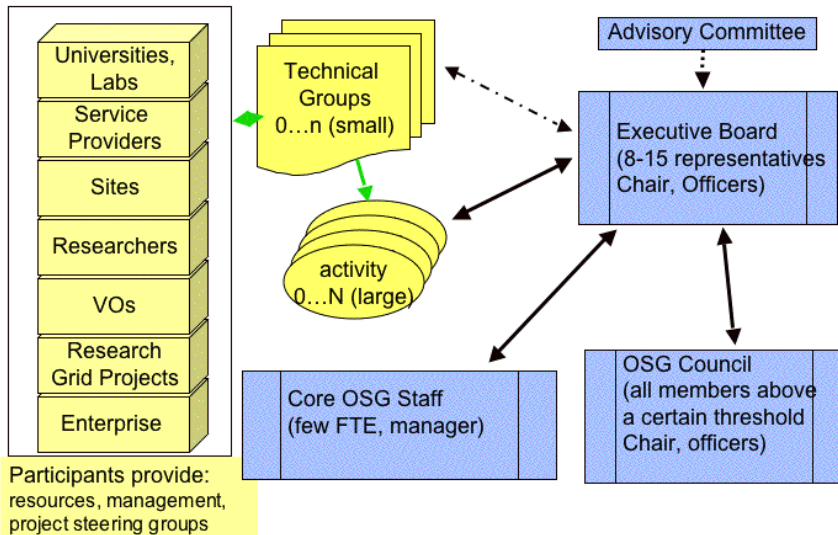 Universities,
Labs
Service
Providers
Sites
Researchers
VOs
Research
Grid Projects
Enterprise
Participants provide:
resources, management,
project steering groups
Technical
Groups
0...n (small)
activity
0...N (large)
Advisory Committee
Executive Board
(8-15 representatives
Chair, Officers)
Core OSG Staff
(few FTE, manager)
OSG Council
(all members above
a certain threshold
Chair, officers)